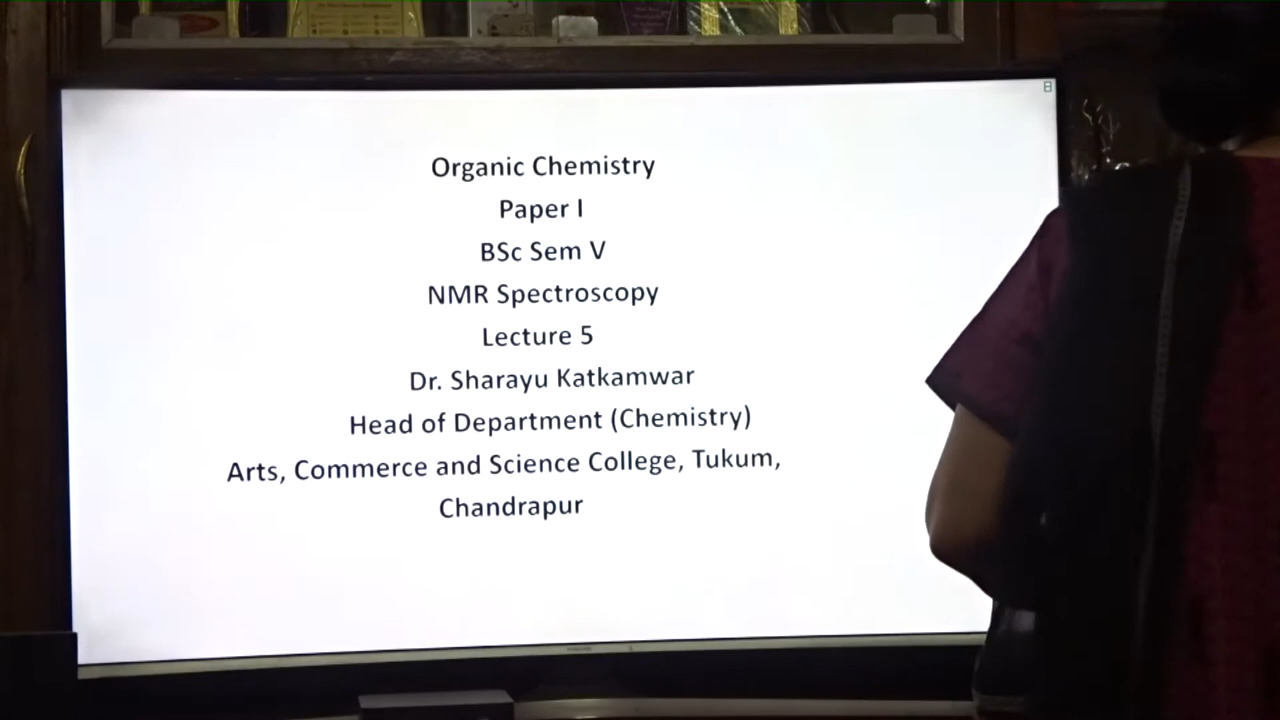 Organic Chemistry
Paper I
BSc Sem V
NMR Spectroscopy
Lecture 5
Dr. Sharayu Katkamwar
Head of Department (Chemistry)
Arts, Commerce and Science College, Tukum,
Chandrapur